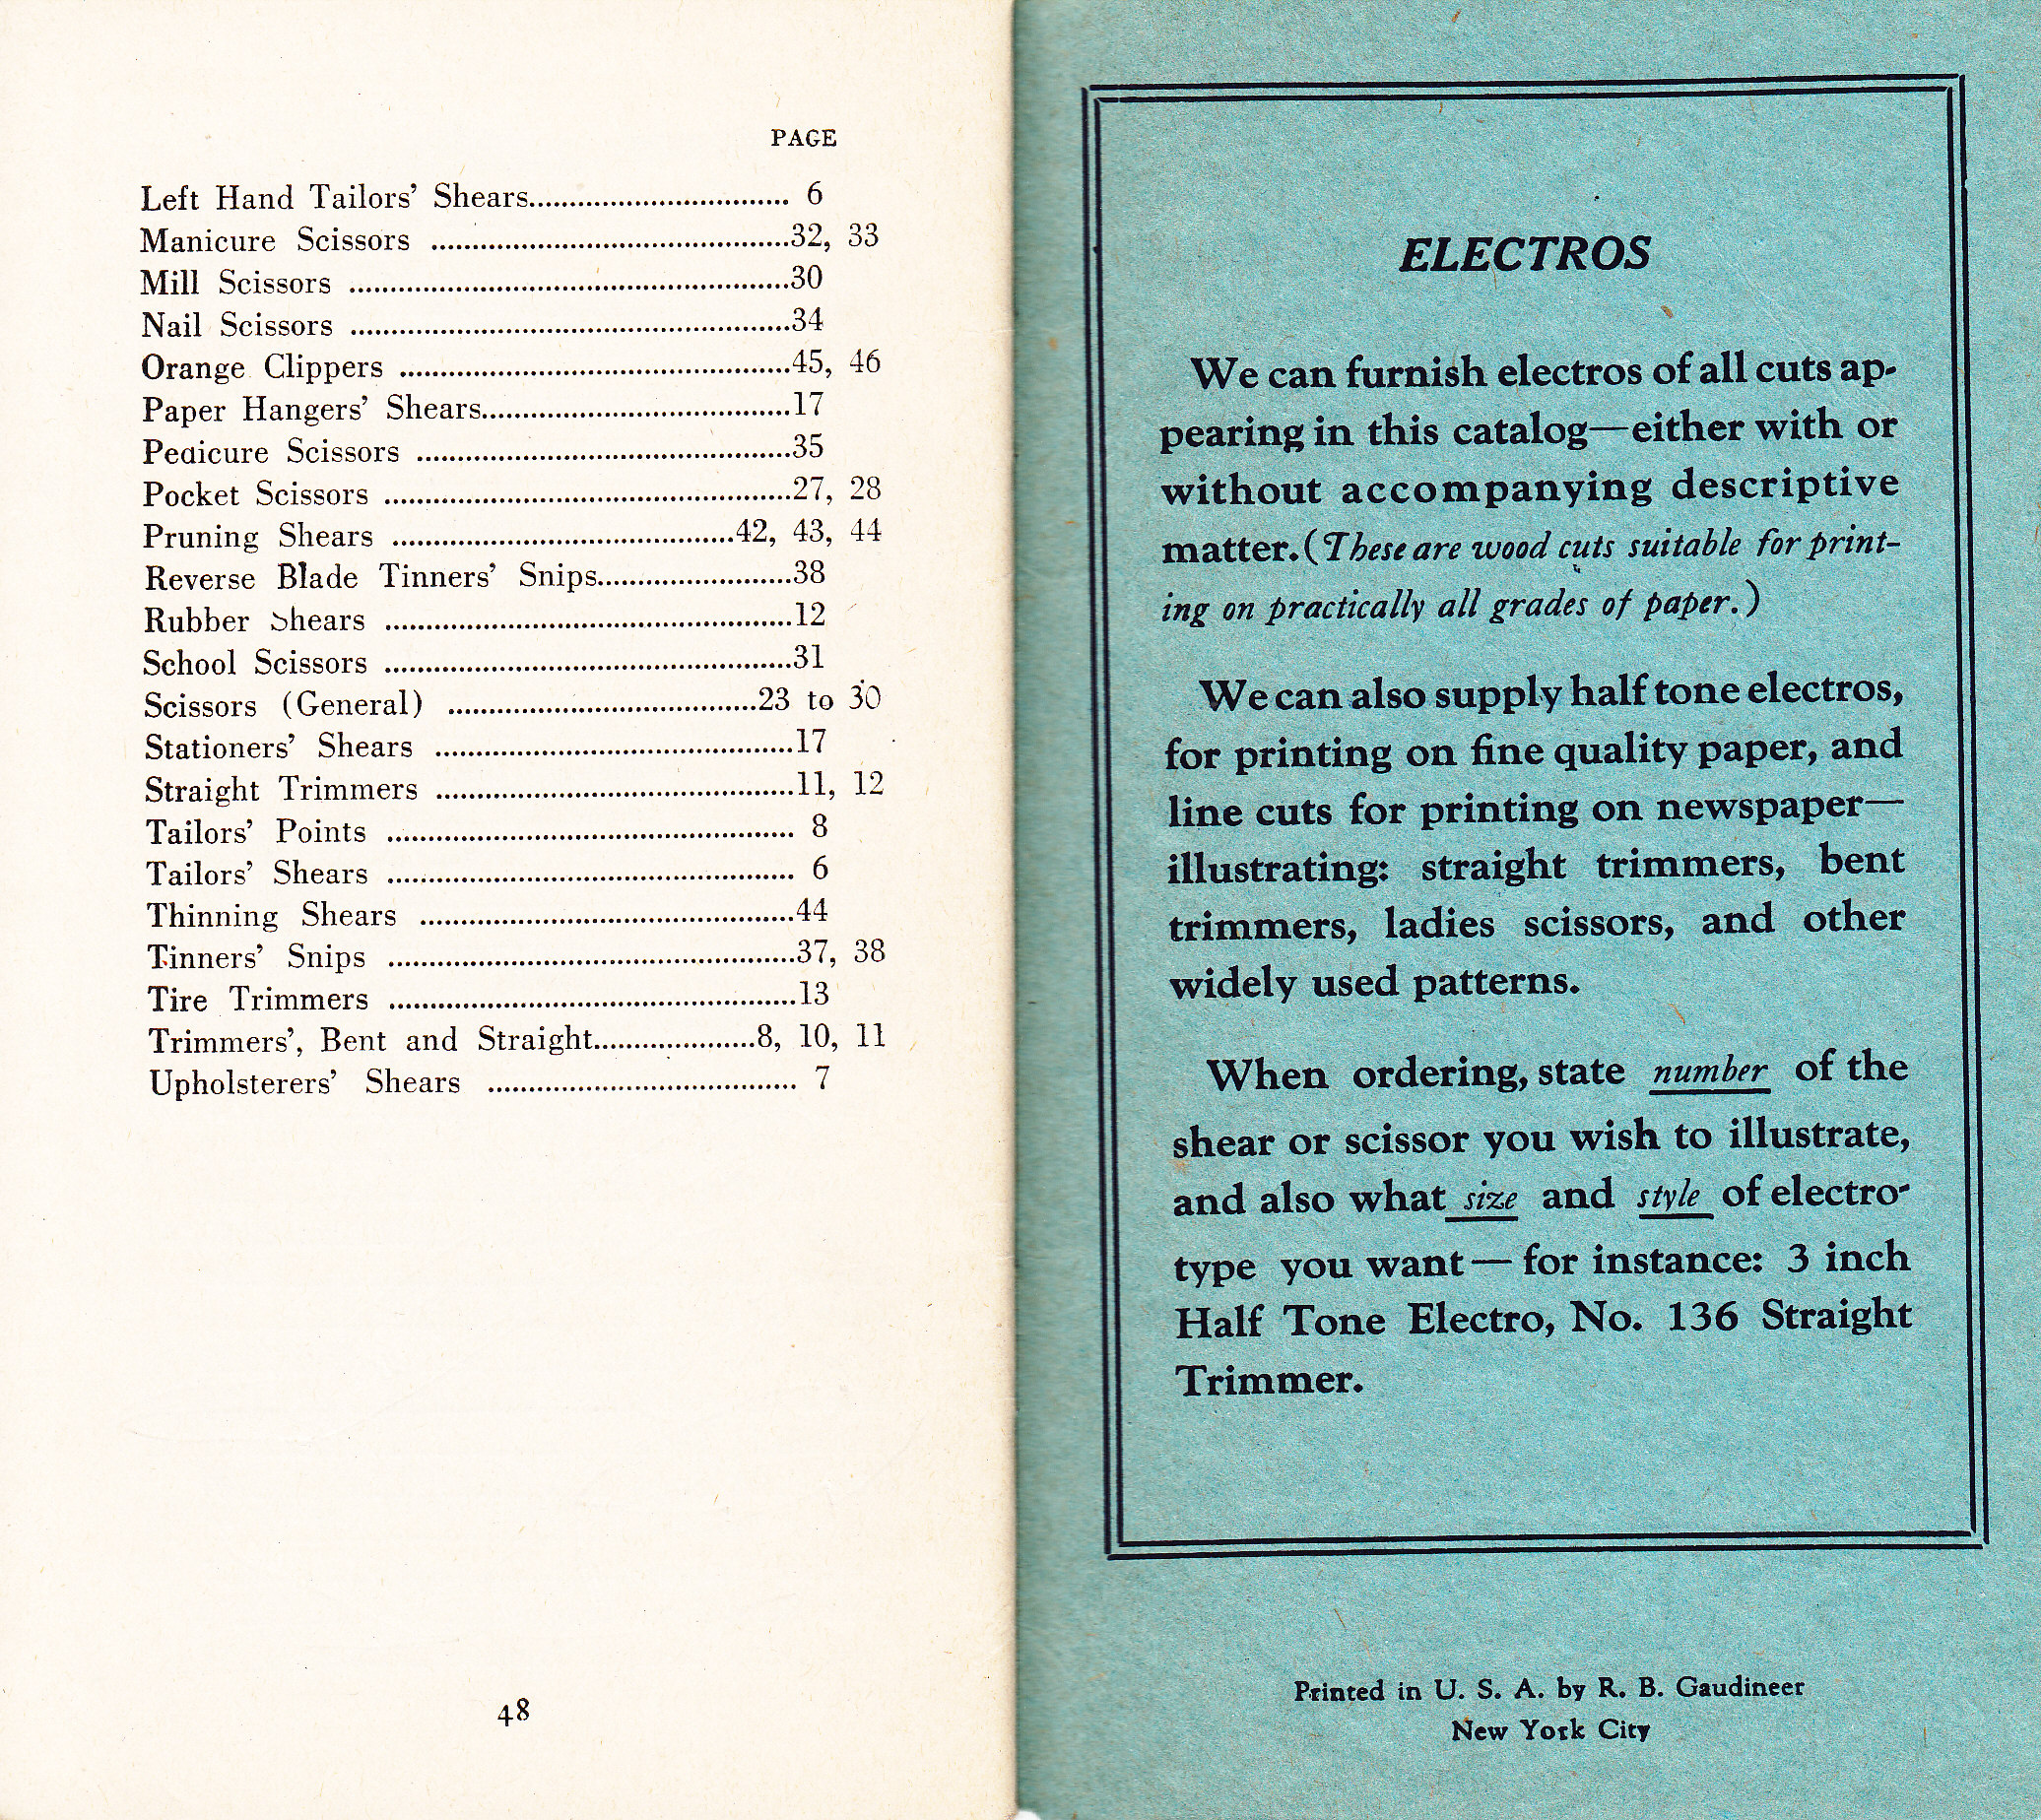 PAGE
Left Hand Tailors' Shears................................ 6
Manicure Scissors ............................................32, 33
Mill Scissors ......................................................30
Nail Scissors ......................................................34
Orange Clippers ................................................45, 46
Paper Hangers' Shears......................................17
Pedicure Scissors ..............................................35
Pocket Scissors ..................................................27, 28
Pruning Shears ..........................................42, 43, 44
Reverse Blade Tinners' Snips........................38
Rubber Shears ..................................................12
School Scissors ..................................................31
Scissors (General) ......................................23 to 30
Stationers' Shears ............................................17
Straight Trimmers ............................................11, 12
Tailors' Points .................................................. 8
Tailors' Shears .................................................. 6
Thinning Shears ..............................................44
Tinners' Snips ..................................................37, 38
Tire Trimmers ..................................................13
Trimmers', Bent and Straight....................8, 10, 11
Upholsterers' Shears ...................................... 7
48
ELECTROS
We can furnish electros of all cuts ap-
pearing in this catalog—either with or
without accompanying descriptive
matter. (These are wood cuts suitable for print-
ing on practically all grades of paper.)
We can also supply half tone electros,
for printing on fine quality paper, and
line cuts for printing on newspaper—
illustrating: straight trimmers, bent
trimmers, ladies scissors, and other
widely used patterns.
When ordering, state number of the
shear or scissor you wish to illustrate,
and also what size and style of electro-
type you want—for instance: 3 inch
Half Tone Electro, No. 136 Straight
Trimmer.
Printed in U. S. A. by R. B. Gaudineer
New York City